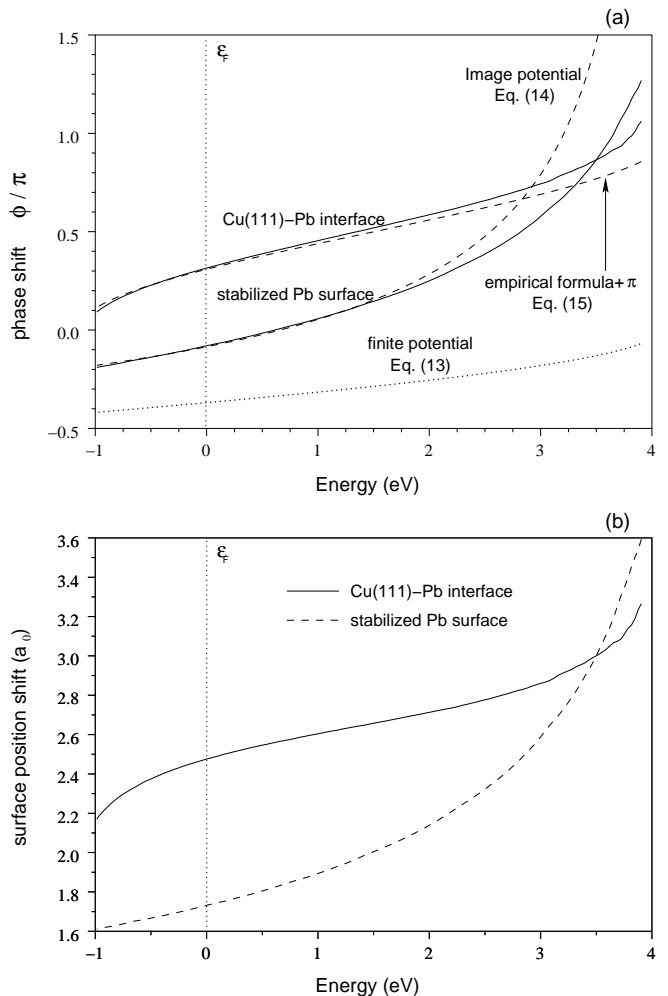 (a)
1.5
ε_F
Image potential
Eq. (14)
1.0
phase shift ϕ / π
Cu(111)−Pb interface
0.5
stabilized Pb surface
empirical formula+π
Eq. (15)
0.0
finite potential
Eq. (13)
−0.5
−1 0 1 2 3 4
Energy (eV)
(b)
3.6
ε_F
3.4
Cu(111)−Pb interface
3.2
stabilized Pb surface
3.0
surface position shift (a_0)
2.8
2.6
2.4
2.2
2.0
1.8
1.6
−1 0 1 2 3 4
Energy (eV)